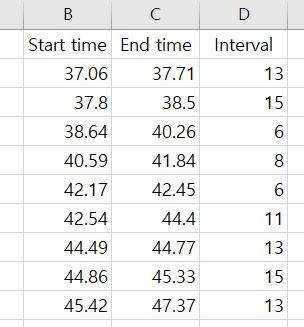 B C D
Start time End time Interval
37.06 37.71 13
37.8 38.5 15
38.64 40.26 6
40.59 41.84 8
42.17 42.45 6
42.54 44.4 11
44.49 44.77 13
44.86 45.33 15
45.42 47.37 13